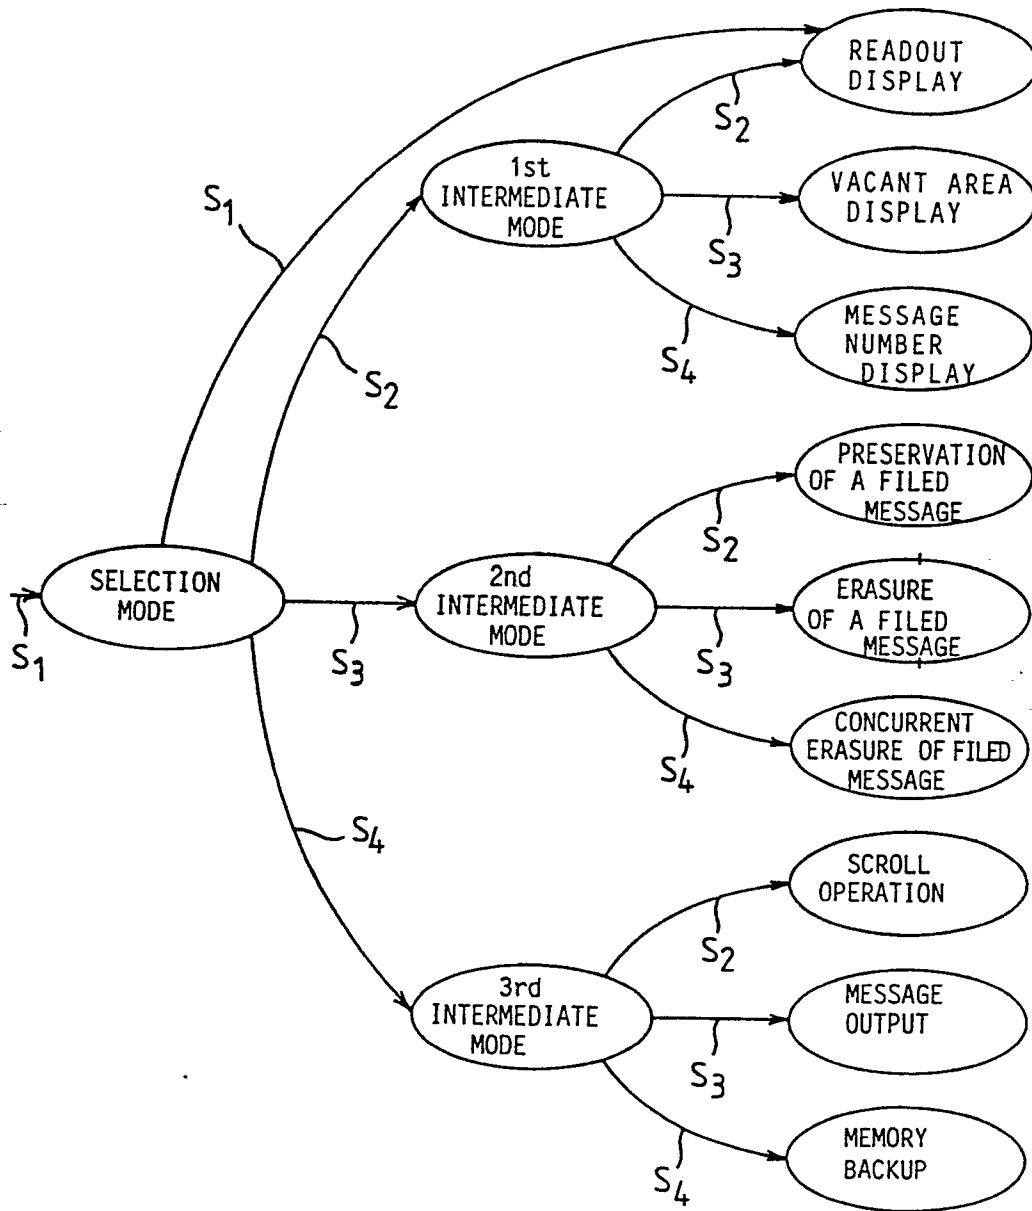 READOUT
DISPLAY
S2
1st
INTERMEDIATE
MODE
VACANT AREA
DISPLAY
S1
S3
MESSAGE
NUMBER
DISPLAY
S4
S2
PRESERVATION
OF A FILED
MESSAGE
S2
SELECTION
MODE
2nd
INTERMEDIATE
MODE
ERASURE
OF A FILED
MESSAGE
S1
S3
S3
CONCURRENT
ERASURE OF FILED
MESSAGE
S4
S4
SCROLL
OPERATION
S2
3rd
INTERMEDIATE
MODE
MESSAGE
OUTPUT
S3
MEMORY
BACKUP
S4